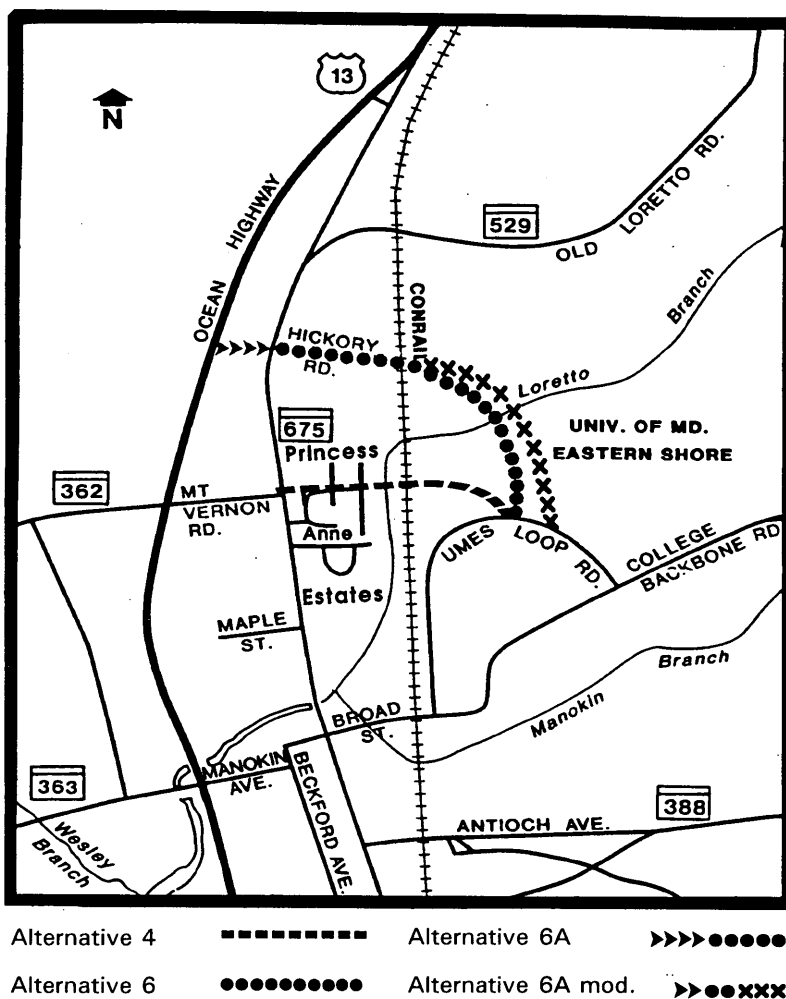 13
N
OCEAN HIGHWAY
529
OLD LORETTO RD.
CONRAIL
Branch
Loretto
HICKORY
RD.
UNIV. OF MD.
EASTERN SHORE
675
Princess
Anne
Estates
362
MT
VERNON
RD.
UMES LOOP RD.
COLLEGE
BACKBONE RD
MAPLE
ST.
Branch
Manokin
BROAD
ST.
MANOKIN
AVE.
BECKFORD AVE.
363
388
ANTIOCH AVE.
Wesley
Branch
Alternative 4
Alternative 6A
Alternative 6
Alternative 6A mod.